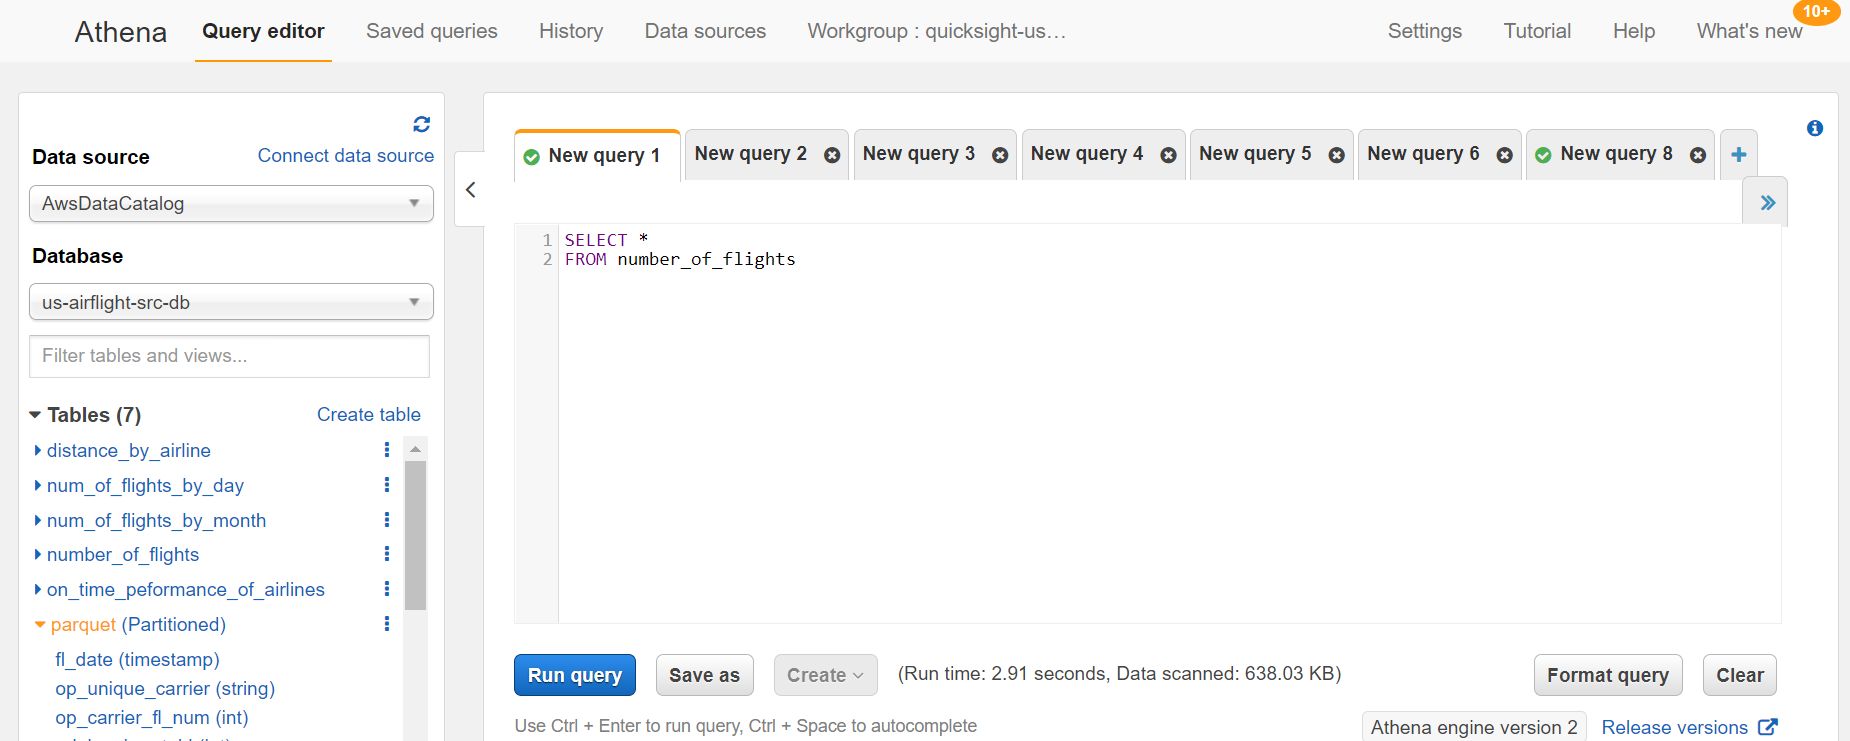 Athena
Query editor
Saved queries
History
Data sources
Workgroup : quicksight-us…
Settings
Tutorial
Help
What's new
10+
Data source
Connect data source
AwsDataCatalog
Database
us-airflight-src-db
Filter tables and views...
Tables (7)
Create table
distance_by_airline
num_of_flights_by_day
num_of_flights_by_month
number_of_flights
on_time_peformance_of_airlines
parquet (Partitioned)
fl_date (timestamp)
op_unique_carrier (string)
op_carrier_fl_num (int)
New query 1
New query 2
New query 3
New query 4
New query 5
New query 6
New query 8
1 SELECT *
2 FROM number_of_flights
Run query
Save as
Create
(Run time: 2.91 seconds, Data scanned: 638.03 KB)
Format query
Clear
Use Ctrl + Enter to run query, Ctrl + Space to autocomplete
Athena engine version 2
Release versions